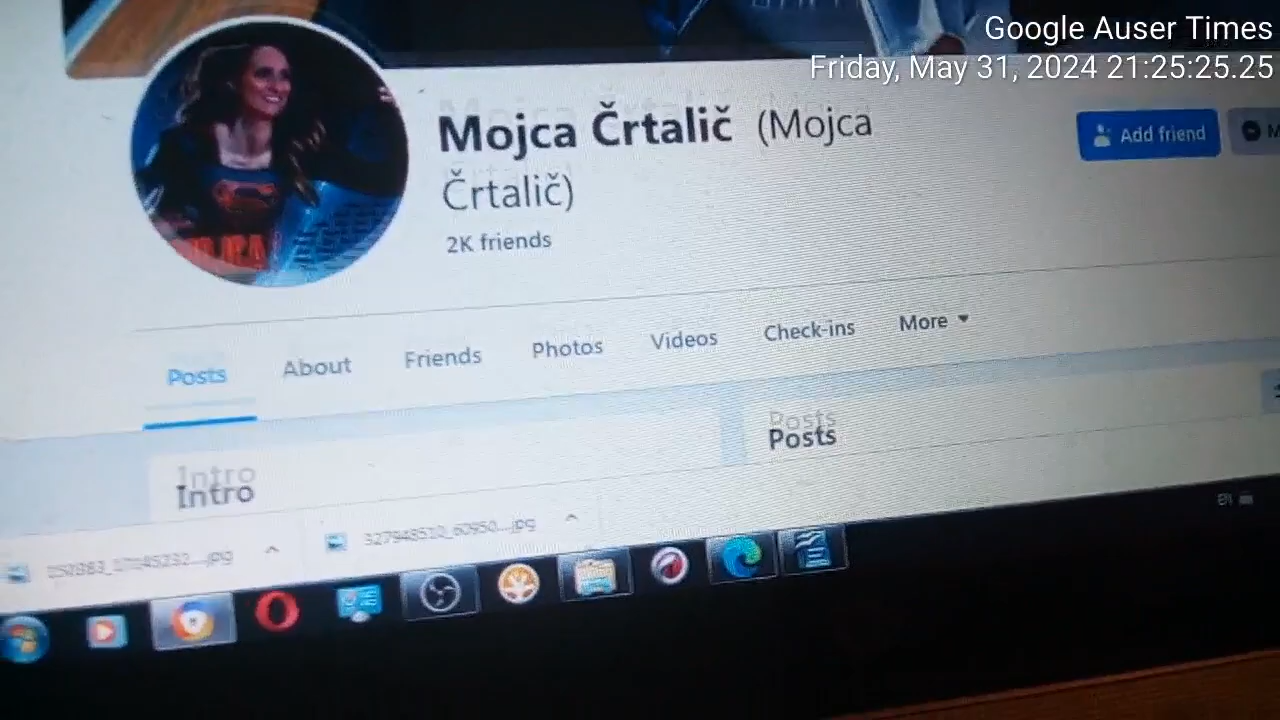 Google Auser Times
Friday, May 31, 2024 21:25:25.25
Mojca Črtalič (Mojca
Črtalič)
2K friends
Add friend
Posts
About
Friends
Photos
Videos
Check-ins
More
Intro
Posts
EN